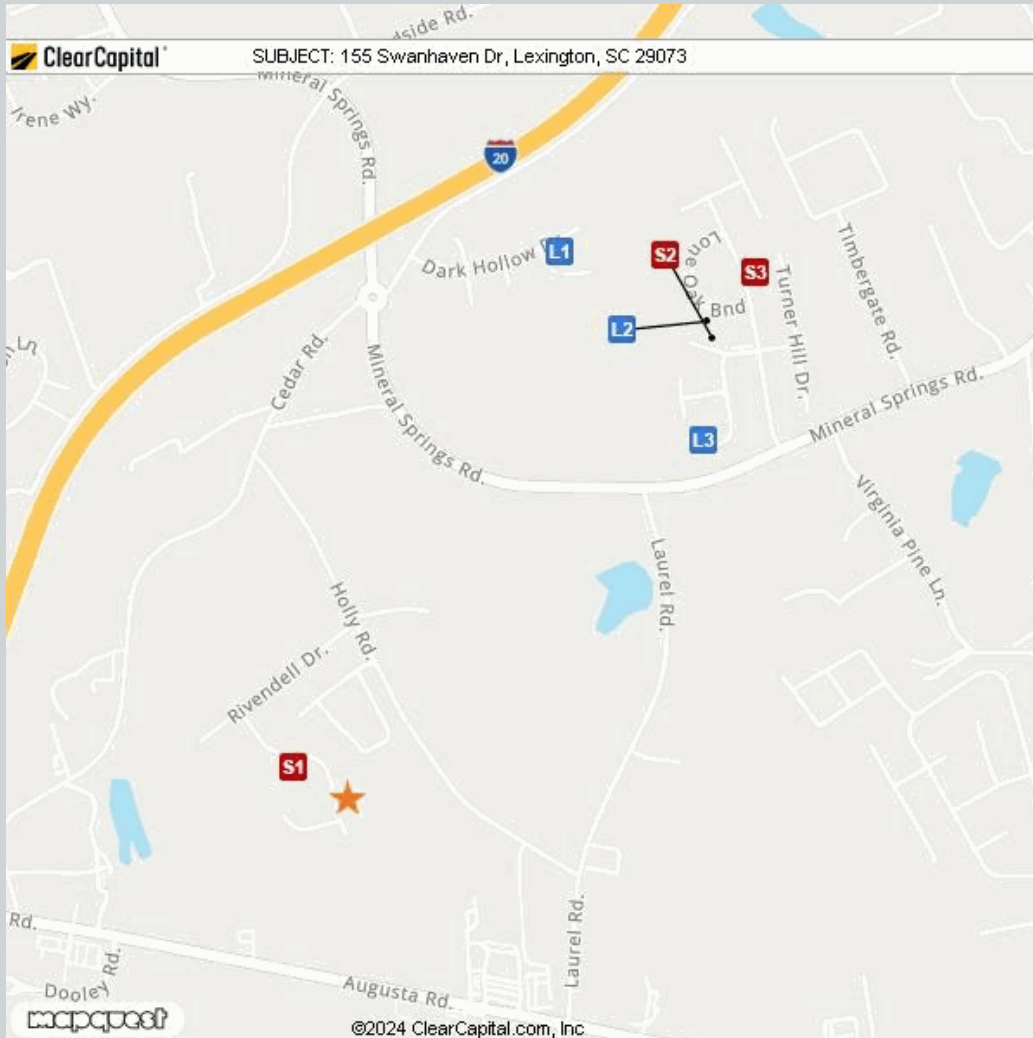 dside Rd.
ClearCapital
SUBJECT: 155 Swanhaven Dr, Lexington, SC 29073
Mineral Springs Rd.
Irene Wy.
20
Dark Hollow
L1
S2
S3
Lone Oak Bnd
Timbergate Rd.
Turner Hill Dr.
L2
Ln
Cedar Rd.
Mineral Springs Rd.
Mineral Springs Rd.
L3
Virginia Pine Ln.
Laurel Rd.
Holly Rd.
Rivendell Dr.
S1
Rd.
Laurel Rd.
Dooley Rd.
Augusta Rd.
mapquest
©2024 ClearCapital.com, Inc